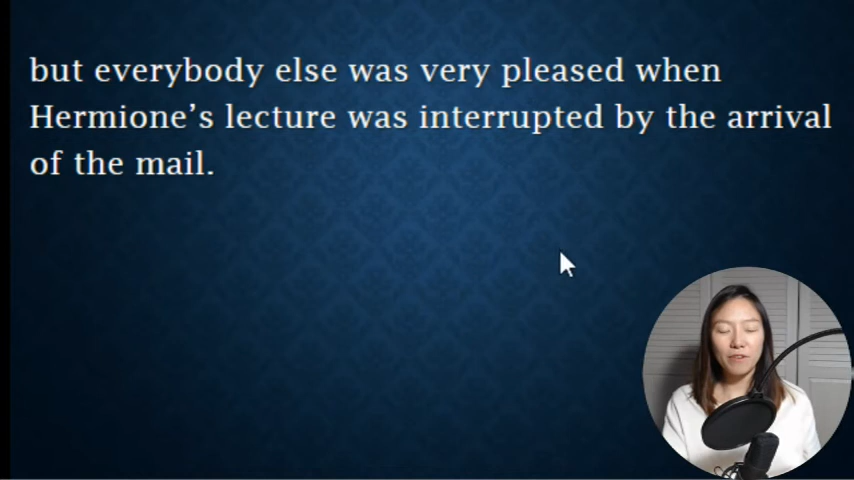 but everybody else was very pleased when
Hermione’s lecture was interrupted by the arrival
of the mail.